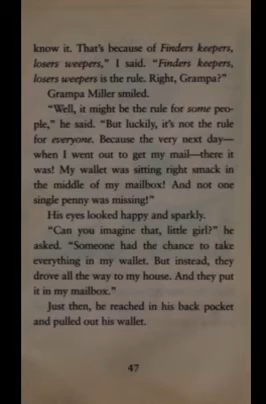 know it. That's because of Finders keepers,
losers weepers," I said. "Finders keepers,
losers weepers is the rule. Right, Grampa?"
Grampa Miller smiled.
"Well, it might be the rule for some peo-
ple," he said. "But luckily, it's not the rule
for everyone. Because the very next day—
when I went out to get my mail—there it
was! My wallet was sitting right smack in
the middle of my mailbox! And not one
single penny was missing!"
His eyes looked happy and sparkly.
"Can you imagine that, little girl?" he
asked. "Someone had the chance to take
everything in my wallet. But instead, they
drove all the way to my house. And they put
it in my mailbox."
Just then, he reached in his back pocket
and pulled out his wallet.
47